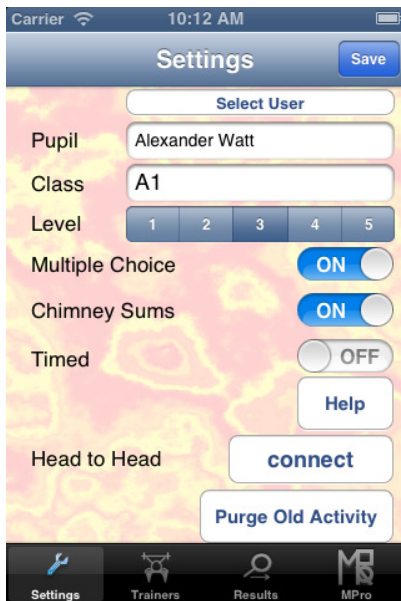 Carrier 10:12 AM
Settings Save
Select User
Pupil Alexander Watt
Class A1
Level 1 2 3 4 5
Multiple Choice ON
Chimney Sums ON
Timed OFF
Help
Head to Head connect
Purge Old Activity
Settings Trainers Results MPro